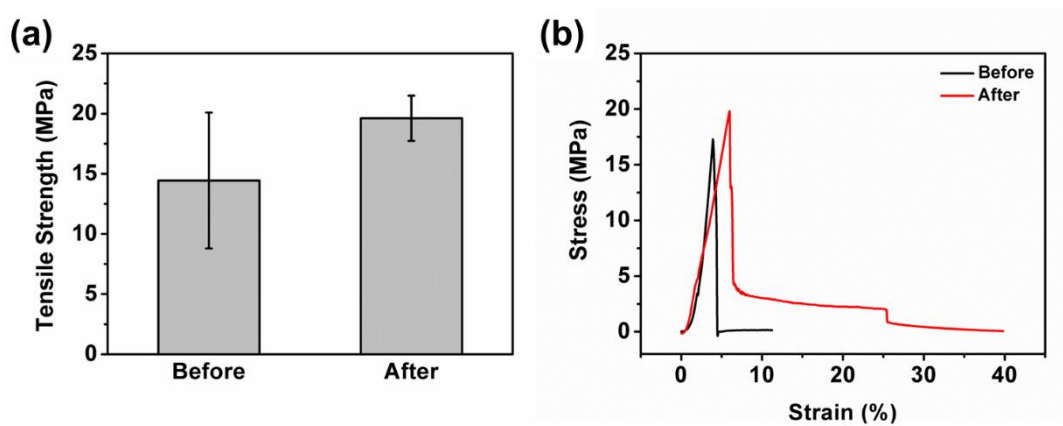 (a)
Tensile Strength (MPa)
25
20
15
10
5
0
Before After
(b)
Stress (MPa)
25
20
15
10
5
0
Before
After
0 10 20 30 40
Strain (%)